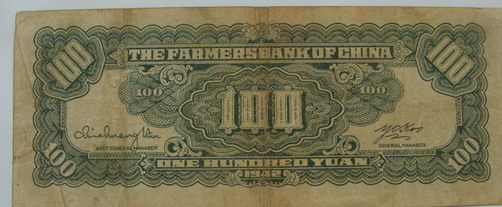 100 100
THE FARMERS BANK OF CHINA
100 100 100
ASST. GENERAL MANAGER GENERAL MANAGER
100 100
ONE HUNDRED YUAN
1942